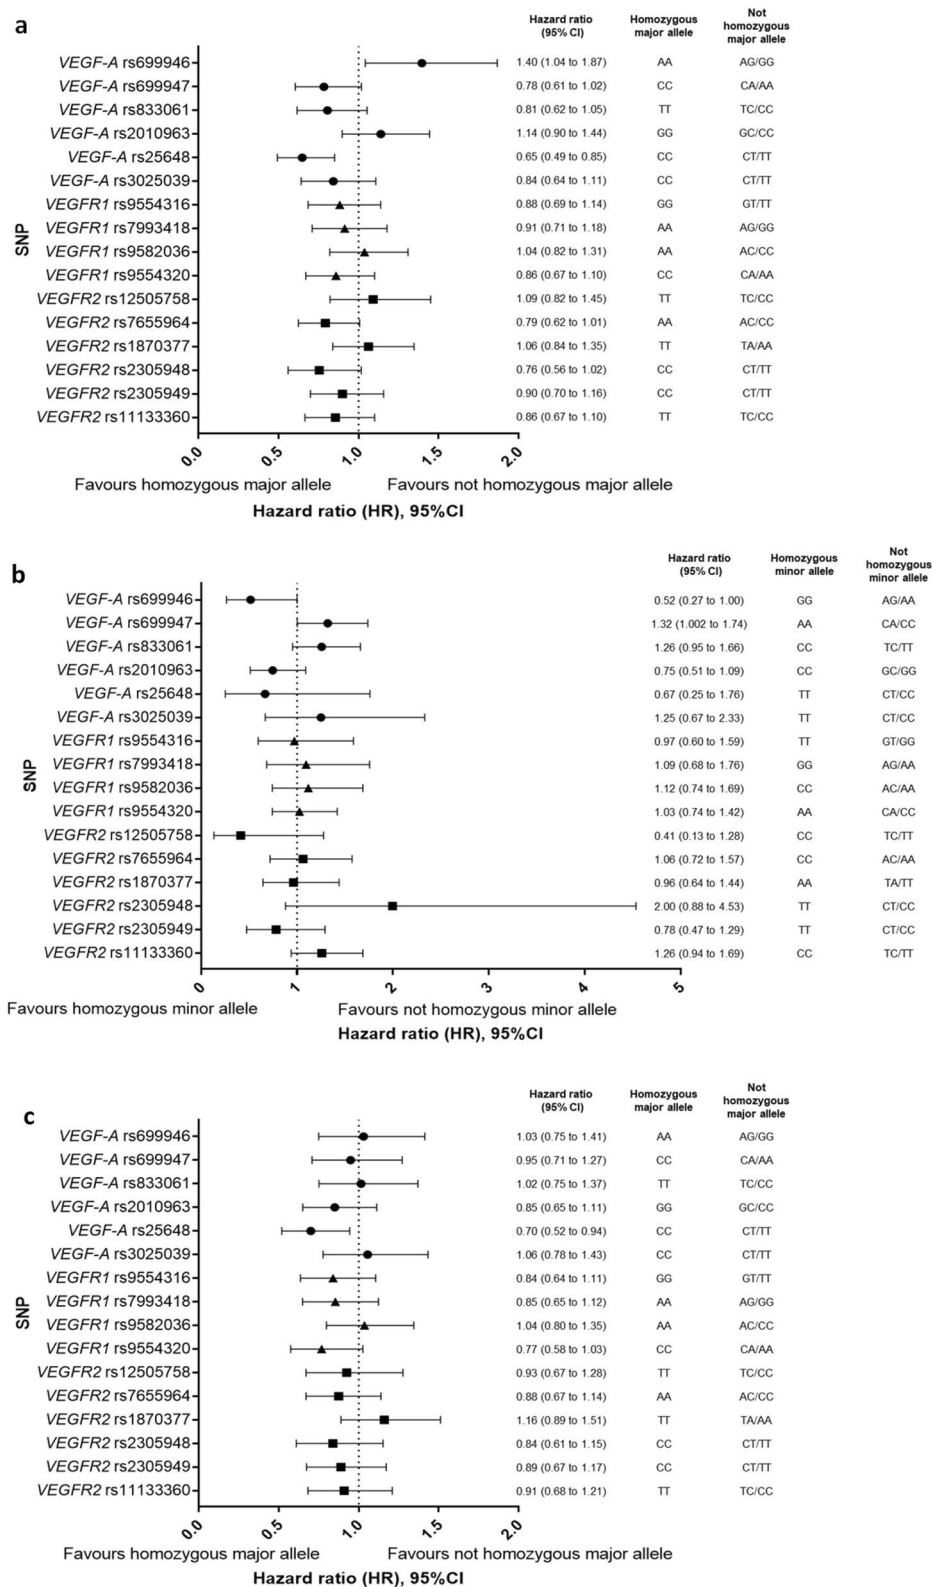 a
Hazard ratio (95% CI) Homozygous major allele Not homozygous major allele
VEGF-A rs699946 1.40 (1.04 to 1.87) AA AG/GG
VEGF-A rs699947 0.78 (0.61 to 1.02) CC CA/AA
VEGF-A rs833061 0.81 (0.62 to 1.05) TT TC/CC
VEGF-A rs2010963 1.14 (0.90 to 1.44) GG GC/CC
VEGF-A rs25648 0.65 (0.49 to 0.85) CC CT/TT
VEGF-A rs3025039 0.84 (0.64 to 1.11) CC CT/TT
VEGFR1 rs9554316 0.88 (0.69 to 1.14) GG GT/TT
VEGFR1 rs7993418 0.91 (0.71 to 1.18) AA AG/GG
VEGFR1 rs9582036 1.04 (0.82 to 1.31) AA AC/CC
VEGFR1 rs9554320 0.86 (0.67 to 1.10) CC CA/AA
VEGFR2 rs12505758 1.09 (0.82 to 1.45) TT TC/CC
VEGFR2 rs7655964 0.79 (0.62 to 1.01) AA AC/CC
VEGFR2 rs1870377 1.06 (0.84 to 1.35) TT TA/AA
VEGFR2 rs2305948 0.76 (0.56 to 1.02) CC CT/TT
VEGFR2 rs2305949 0.90 (0.70 to 1.16) CC CT/TT
VEGFR2 rs11133360 0.86 (0.67 to 1.10) TT TC/CC
SNP
0.0 0.5 1.0 1.5 2.0
Favours homozygous major allele Favours not homozygous major allele
Hazard ratio (HR), 95%CI
b
Hazard ratio (95% CI) Homozygous minor allele Not homozygous minor allele
VEGF-A rs699946 0.52 (0.27 to 1.00) GG AG/AA
VEGF-A rs699947 1.32 (1.002 to 1.74) AA CA/CC
VEGF-A rs833061 1.26 (0.95 to 1.66) CC TC/TT
VEGF-A rs2010963 0.75 (0.51 to 1.09) CC GC/GG
VEGF-A rs25648 0.67 (0.25 to 1.76) TT CT/CC
VEGF-A rs3025039 1.25 (0.67 to 2.33) TT CT/CC
VEGFR1 rs9554316 0.97 (0.60 to 1.59) TT GT/GG
VEGFR1 rs7993418 1.09 (0.68 to 1.76) GG AG/AA
VEGFR1 rs9582036 1.12 (0.74 to 1.69) CC AC/AA
VEGFR1 rs9554320 1.03 (0.74 to 1.42) AA CA/CC
VEGFR2 rs12505758 0.41 (0.13 to 1.28) CC TC/TT
VEGFR2 rs7655964 1.06 (0.72 to 1.57) CC AC/AA
VEGFR2 rs1870377 0.96 (0.64 to 1.44) AA TA/TT
VEGFR2 rs2305948 2.00 (0.88 to 4.53) TT CT/CC
VEGFR2 rs2305949 0.78 (0.47 to 1.29) TT CT/CC
VEGFR2 rs11133360 1.26 (0.94 to 1.69) CC TC/TT
SNP
0 1 2 3 4 5
Favours homozygous minor allele Favours not homozygous minor allele
Hazard ratio (HR), 95%CI
c
Hazard ratio (95% CI) Homozygous major allele Not homozygous major allele
VEGF-A rs699946 1.03 (0.75 to 1.41) AA AG/GG
VEGF-A rs699947 0.95 (0.71 to 1.27) CC CA/AA
VEGF-A rs833061 1.02 (0.75 to 1.37) TT TC/CC
VEGF-A rs2010963 0.85 (0.65 to 1.11) GG GC/CC
VEGF-A rs25648 0.70 (0.52 to 0.94) CC CT/TT
VEGF-A rs3025039 1.06 (0.78 to 1.43) CC CT/TT
VEGFR1 rs9554316 0.84 (0.64 to 1.11) GG GT/TT
VEGFR1 rs7993418 0.85 (0.65 to 1.12) AA AG/GG
VEGFR1 rs9582036 1.04 (0.80 to 1.35) AA AC/CC
VEGFR1 rs9554320 0.77 (0.58 to 1.03) CC CA/AA
VEGFR2 rs12505758 0.93 (0.67 to 1.28) TT TC/CC
VEGFR2 rs7655964 0.88 (0.67 to 1.14) AA AC/CC
VEGFR2 rs1870377 1.16 (0.89 to 1.51) TT TA/AA
VEGFR2 rs2305948 0.84 (0.61 to 1.15) CC CT/TT
VEGFR2 rs2305949 0.89 (0.67 to 1.17) CC CT/TT
VEGFR2 rs11133360 0.91 (0.68 to 1.21) TT TC/CC
SNP
0.0 0.5 1.0 1.5 2.0
Favours homozygous major allele Favours not homozygous major allele
Hazard ratio (HR), 95%CI